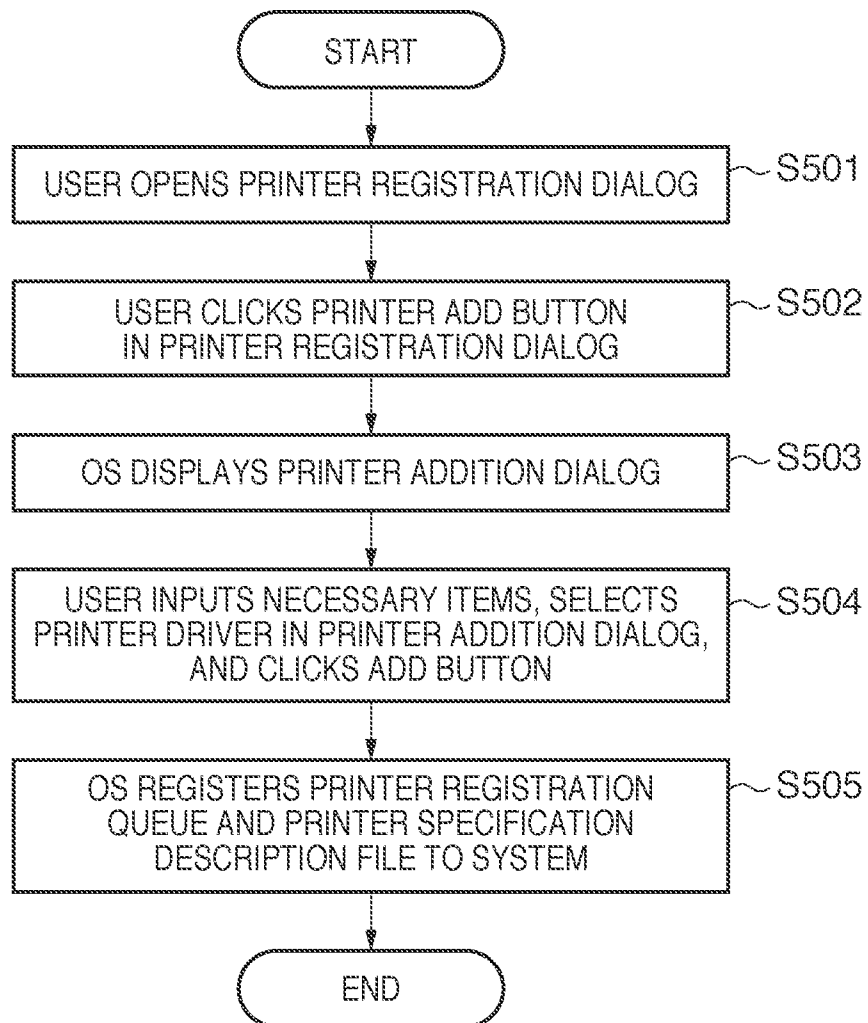 START
USER OPENS PRINTER REGISTRATION DIALOG
S501
USER CLICKS PRINTER ADD BUTTON
IN PRINTER REGISTRATION DIALOG
S502
OS DISPLAYS PRINTER ADDITION DIALOG
S503
USER INPUTS NECESSARY ITEMS, SELECTS
PRINTER DRIVER IN PRINTER ADDITION DIALOG,
AND CLICKS ADD BUTTON
S504
OS REGISTERS PRINTER REGISTRATION
QUEUE AND PRINTER SPECIFICATION
DESCRIPTION FILE TO SYSTEM
S505
END